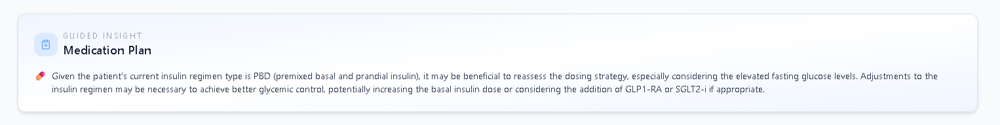 GUIDED INSIGHT
Medication Plan
Given the patient's current insulin regimen type is PBD (premixed basal and prandial insulin), it may be beneficial to reassess the dosing strategy, especially considering the elevated fasting glucose levels. Adjustments to the
insulin regimen may be necessary to achieve better glycemic control, potentially increasing the basal insulin dose or considering the addition of GLP1-RA or SGLT2-i if appropriate.